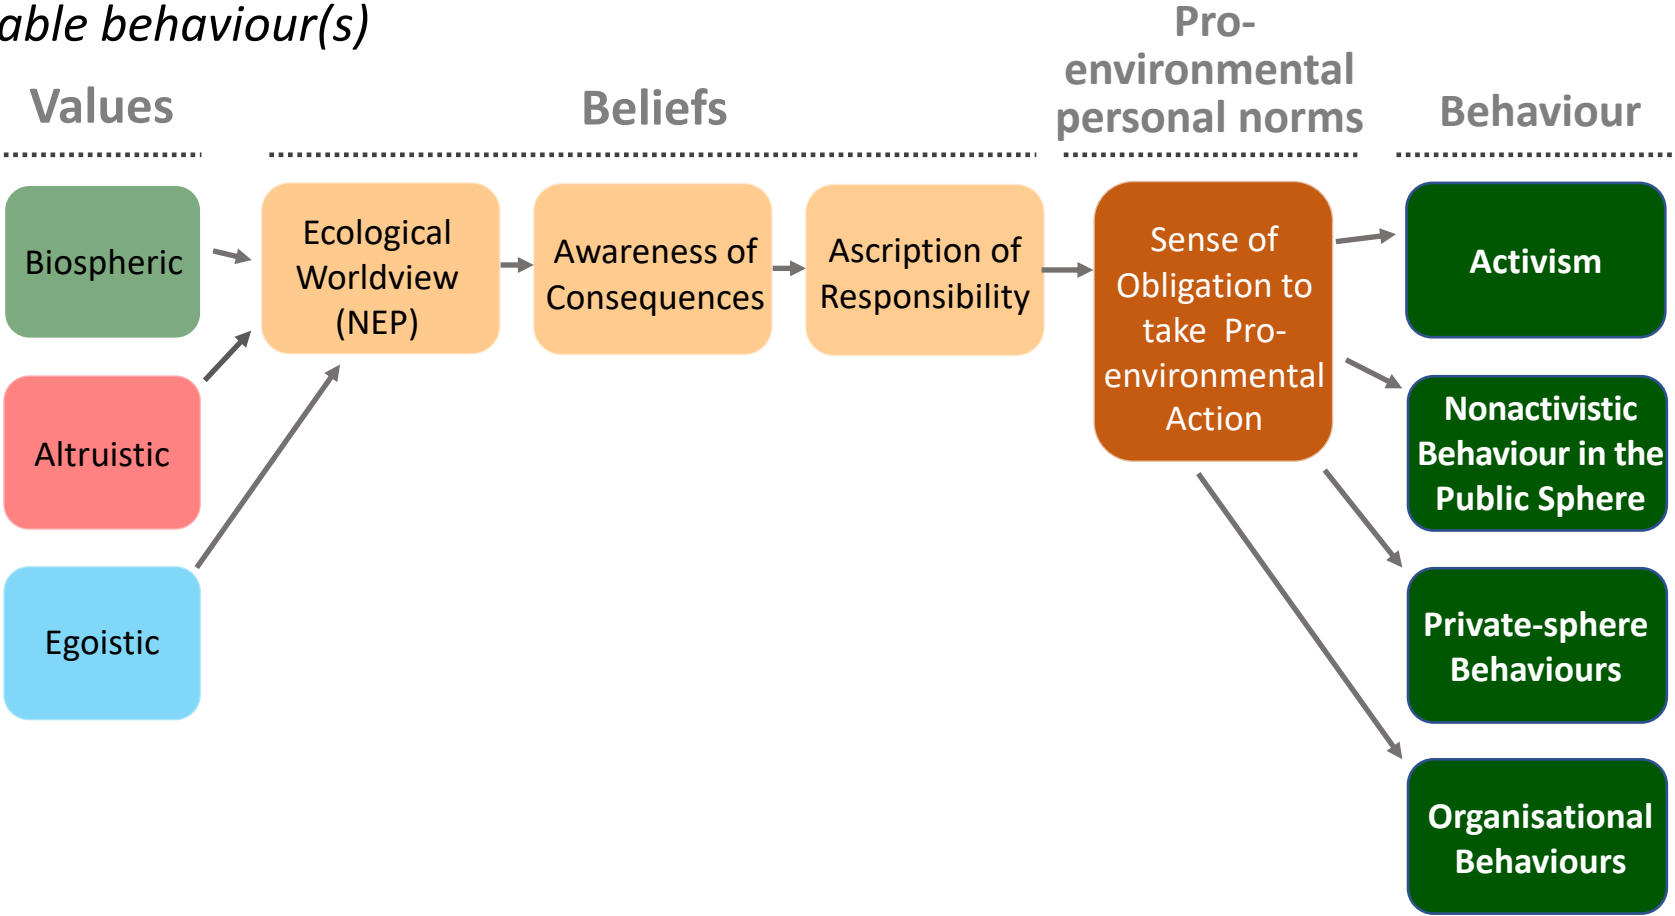 able behaviour(s)
Values
Beliefs
Pro-
environmental
personal norms
Behaviour
Biospheric
Altruistic
Egoistic
Ecological
Worldview
(NEP)
Awareness of
Consequences
Ascription of
Responsibility
Sense of
Obligation to
take  Pro-
environmental
Action
Activism
Nonactivistic
Behaviour in the
Public Sphere
Private-sphere
Behaviours
Organisational
Behaviours